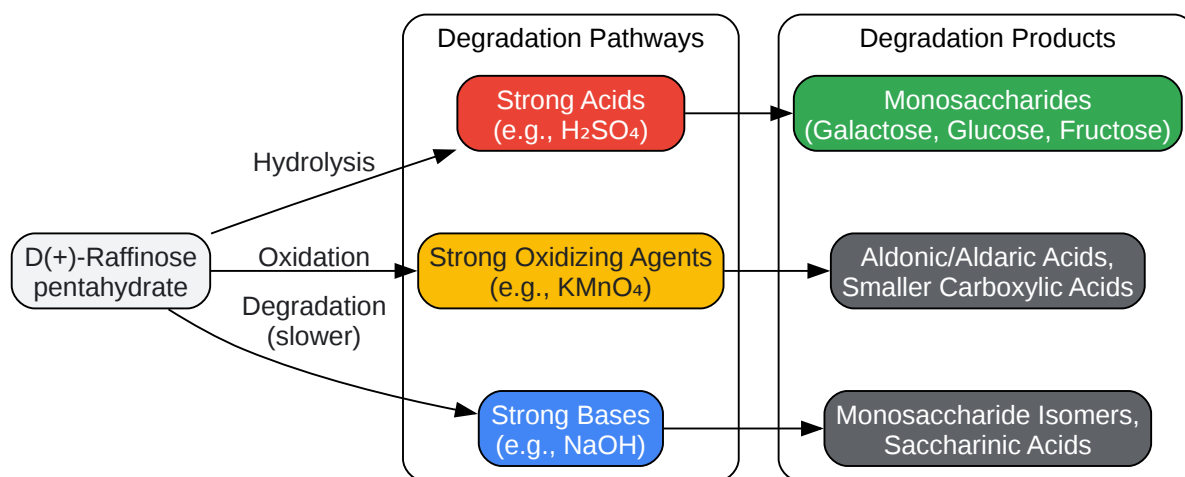 Degradation Pathways
Degradation Products
Strong Acids
(e.g., H₂SO₄)
Monosaccharides
(Galactose, Glucose, Fructose)
Hydrolysis
D(+)-Raffinose
pentahydrate
Oxidation
Strong Oxidizing Agents
(e.g., KMnO₄)
Aldonic/Aldaric Acids,
Smaller Carboxylic Acids
Degradation
(slower)
Strong Bases
(e.g., NaOH)
Monosaccharide Isomers,
Saccharinic Acids